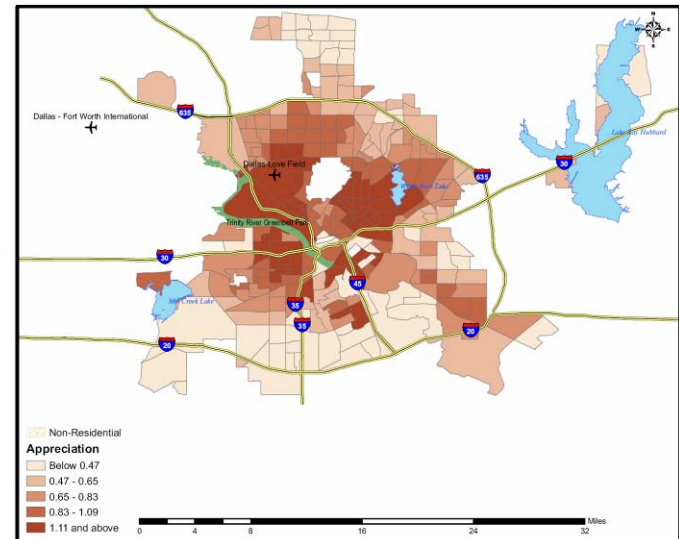 N
W E
S
635
Dallas - Fort Worth International
Lake Ray Hubbard
30
Dallas Love Field
635
White Rock Lake
Trinity River Greenbelt Park
30
45
Mtn Creek Lake
35
35
20
20
Non-Residential
Appreciation
Below 0.47
0.47 - 0.65
0.65 - 0.83
0.83 - 1.09
1.11 and above
Miles
0 4 8 16 24 32